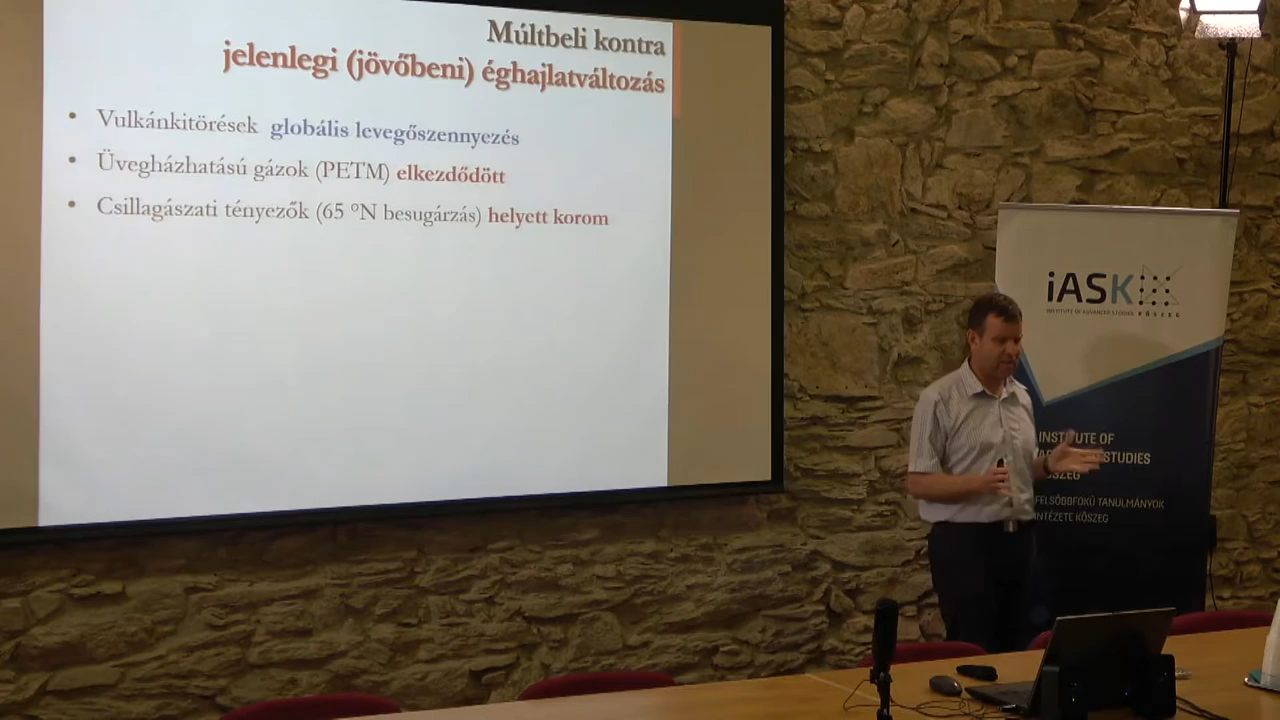 Múltbeli kontra
jelenlegi (jövőbeni) éghajlatváltozás
• Vulkánkitörések globális levegőszennyezés
• Üvegházhatású gázok (PETM) elkezdődött
• Csillagászati tényezők (65 °N besugárzás) helyett korom
iASK
INSTITUTE OF ADVANCED STUDIES KŐSZEG
INSTITUTE OF
STUDIES
FELSŐBBFOKÚ TANULMÁNYOK
INTÉZETE KŐSZEG